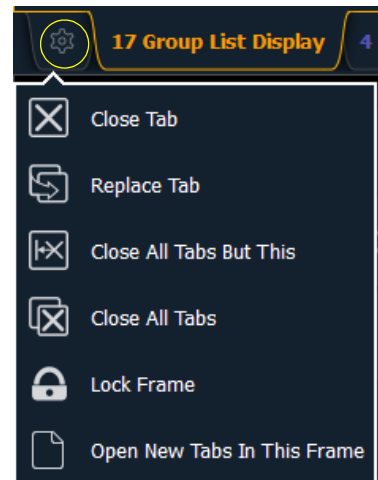 17 Group List Display 4
Close Tab
Replace Tab
Close All Tabs But This
Close All Tabs
Lock Frame
Open New Tabs In This Frame